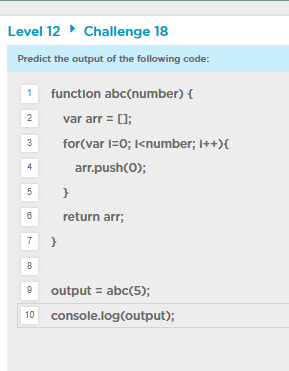 Level 12 ▸ Challenge 18
Predict the output of the following code:
1 function abc(number) {
2 var arr = [];
3 for(var i=0; i<number; i++){
4 arr.push(0);
5 }
6 return arr;
7 }
8
9 output = abc(5);
10 console.log(output);